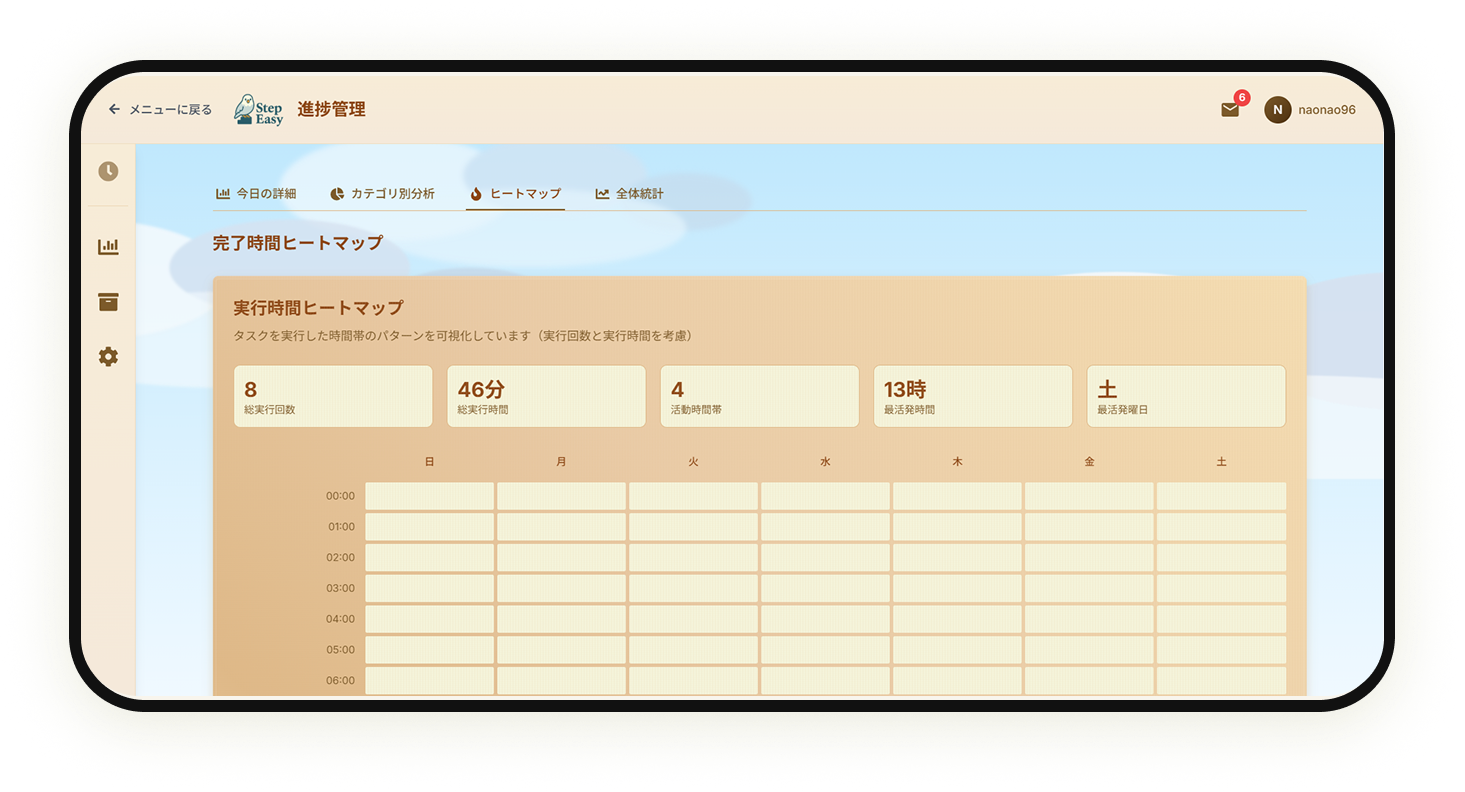 メニューに戻る
Step
Easy
進捗管理
6
N
naonao96
今日の詳細
カテゴリ別分析
ヒートマップ
全体統計
完了時間ヒートマップ
実行時間ヒートマップ
タスクを実行した時間帯のパターンを可視化しています（実行回数と実行時間を考慮）
8
総実行回数
46分
総実行時間
4
活動時間帯
13時
最活発時間
土
最活発曜日
日 月 火 水 木 金 土
00:00
01:00
02:00
03:00
04:00
05:00
06:00